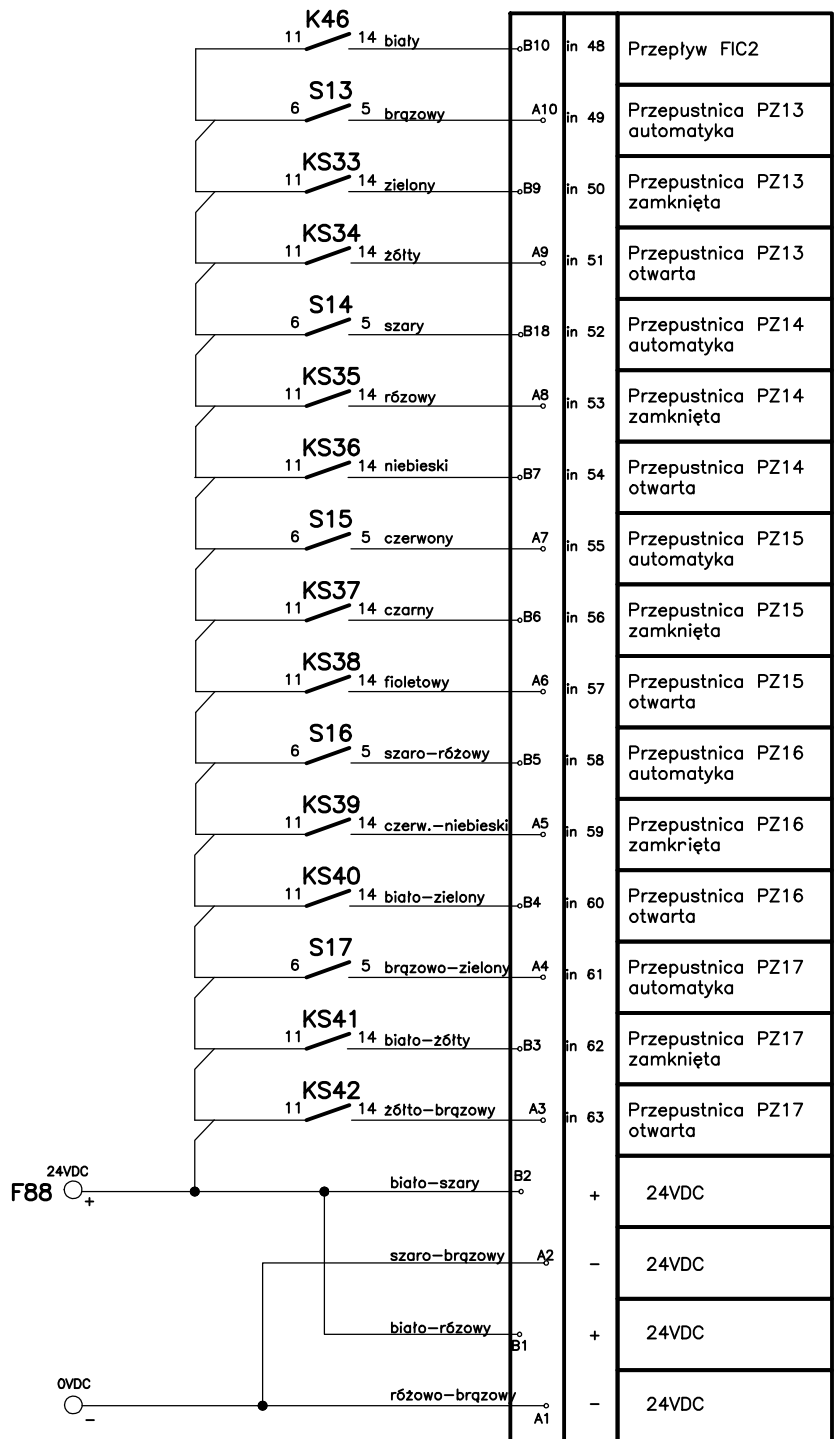 K46
11 14 biały B10 in 48 Przepływ FIC2
S13
6 5 brązowy A10 in 49 Przepustnica PZ13
automatyka
KS33
11 14 zielony B9 in 50 Przepustnica PZ13
zamknięta
KS34
11 14 żółty A9 in 51 Przepustnica PZ13
otwarta
S14
6 5 szary B18 in 52 Przepustnica PZ14
automatyka
KS35
11 14 rózowy A8 in 53 Przepustnica PZ14
zamknięta
KS36
11 14 niebieski B7 in 54 Przepustnica PZ14
otwarta
S15
6 5 czerwony A7 in 55 Przepustnica PZ15
automatyka
KS37
11 14 czarny B6 in 56 Przepustnica PZ15
zamknięta
KS38
11 14 fioletowy A6 in 57 Przepustnica PZ15
otwarta
S16
6 5 szaro-różowy B5 in 58 Przepustnica PZ16
automatyka
KS39
11 14 czerw.-niebieski A5 in 59 Przepustnica PZ16
zamknięta
KS40
11 14 biało-zielony B4 in 60 Przepustnica PZ16
otwarta
S17
6 5 brązowo-zielony A4 in 61 Przepustnica PZ17
automatyka
KS41
11 14 biało-żółty B3 in 62 Przepustnica PZ17
zamknięta
KS42
11 14 żółto-brązowy A3 in 63 Przepustnica PZ17
otwarta
F88 24VDC + biało-szary B2 + 24VDC
szaro-brązowy A2 - 24VDC
biało-rózowy B1 + 24VDC
0VDC - różowo-brązowy A1 - 24VDC